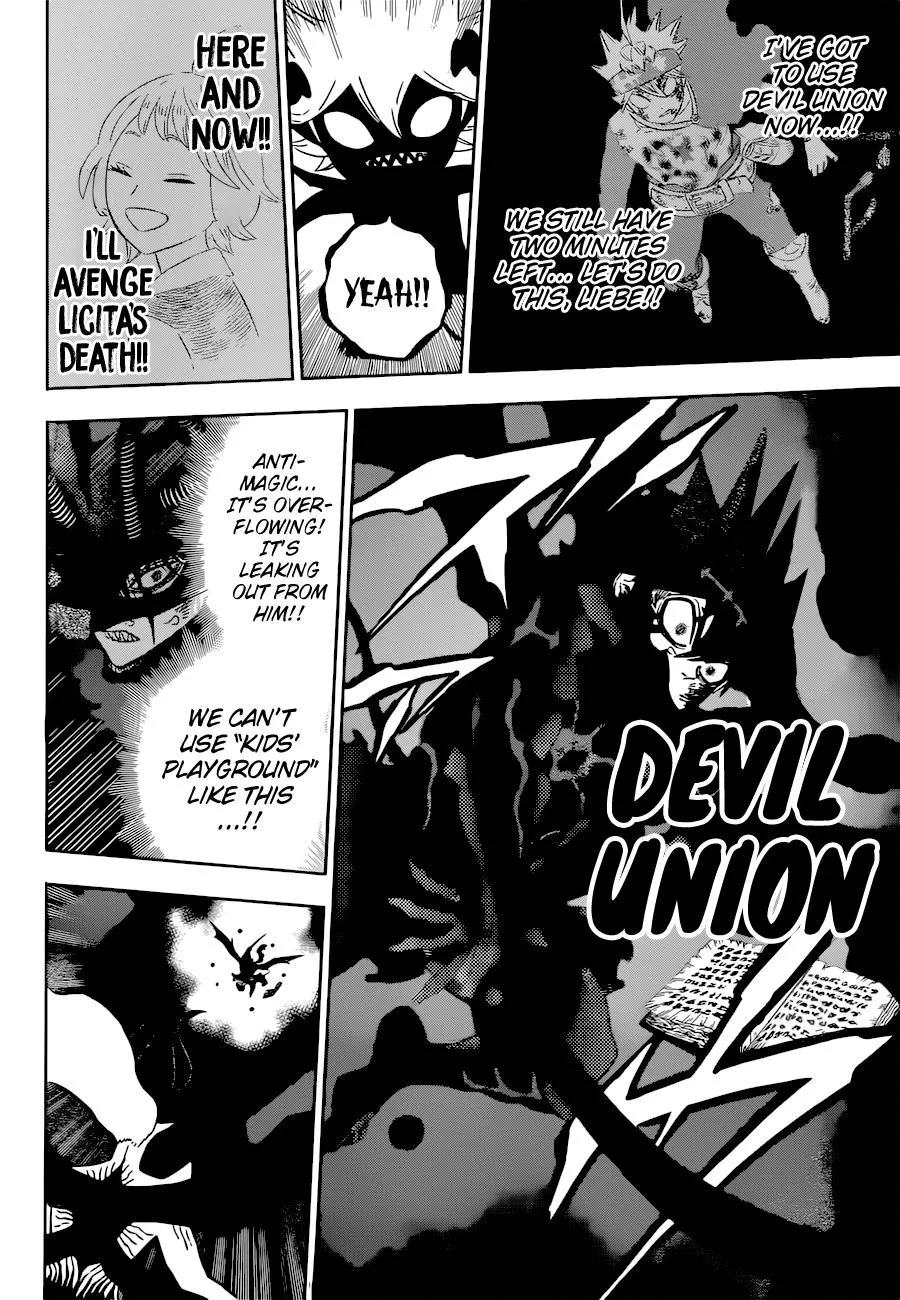 I'VE GOT
TO USE
DEVIL UNION
NOW...!!
WE STILL HAVE
TWO MINUTES
LEFT... LET'S DO
THIS, LIEBE!!
YEAH!!
HERE
AND
NOW!!
I'LL
AVENGE
LICITA'S
DEATH!!
DEVIL
UNION
ANTI-
MAGIC...
IT'S OVER-
FLOWING!
IT'S
LEAKING
OUT FROM
HIM!!
WE CAN'T
USE "KIDS'
PLAYGROUND"
LIKE THIS
...!!